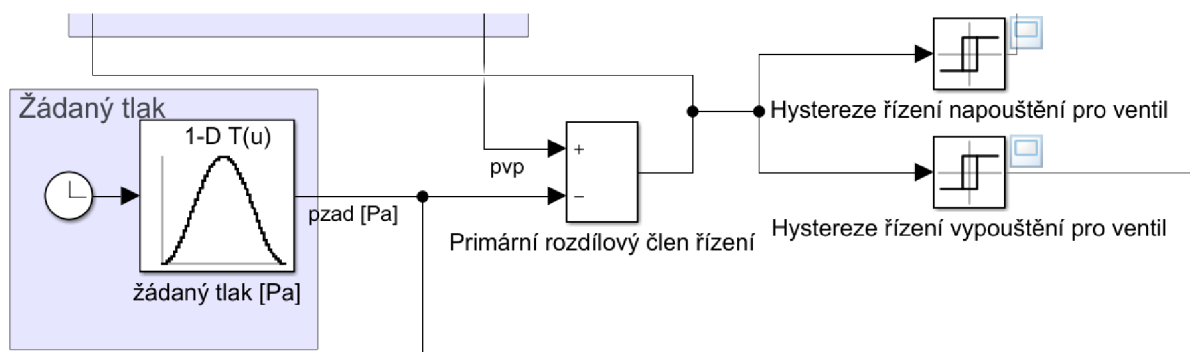 Žádaný tlak
1-D T(u)
pzad [Pa]
žádaný tlak [Pa]
pvp
+
−
Primární rozdílový člen řízení
Hystereze řízení napouštění pro ventil
Hystereze řízení vypouštění pro ventil